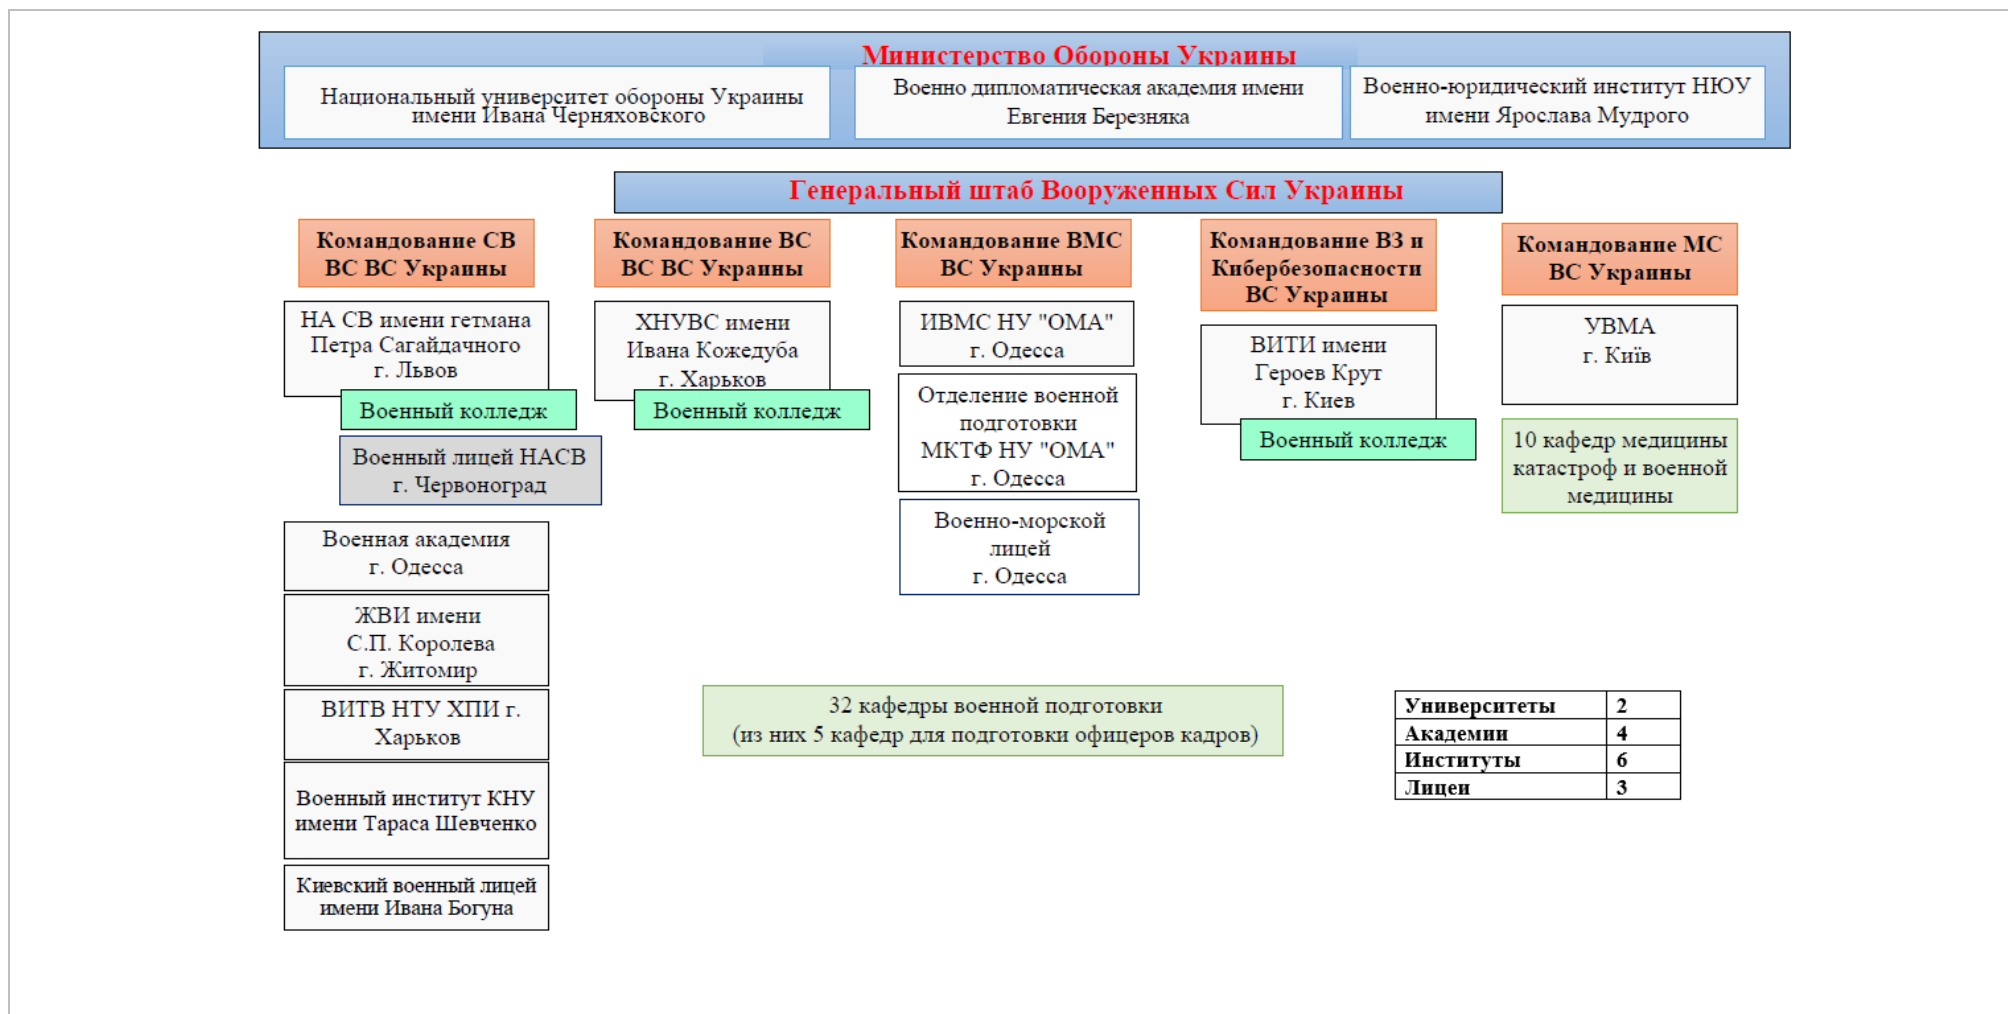 Министерство Обороны Украины
Национальный университет обороны Украины
имени Ивана Черняховского
Военно дипломатическая академия имени
Евгения Березняка
Военно-юридический институт НЮУ
имени Ярослава Мудрого
Генеральный штаб Вооруженных Сил Украины
Командование СВ
ВС ВС Украины
НА СВ имени гетмана
Петра Сагайдачного
г. Львов
Военный колледж
Военный лицей НАСВ
г. Червоноград
Военная академия
г. Одесса
ЖВИ имени
С.П. Королева
г. Житомир
ВИТВ НТУ ХПИ г.
Харьков
Военный институт КНУ
имени Тараса Шевченко
Киевский военный лицей
имени Ивана Богуна
Командование ВС
ВС ВС Украины
ХНУВС имени
Ивана Кожедуба
г. Харьков
Военный колледж
Командование ВМС
ВС Украины
ИВМС НУ "ОМА"
г. Одесса
Отделение военной
подготовки
МКТФ НУ "ОМА"
г. Одесса
Военно-морской
лицей
г. Одесса
Командование ВЗ и
Кибербезопасности
ВС Украины
ВИТИ имени
Героев Крут
г. Киев
Военный колледж
Командование МС
ВС Украины
УВМА
г. Київ
10 кафедр медицины
катастроф и военной
медицины
32 кафедры военной подготовки
(из них 5 кафедр для подготовки офицеров кадров)
Университеты 2
Академии 4
Институты 6
Лицеи 3